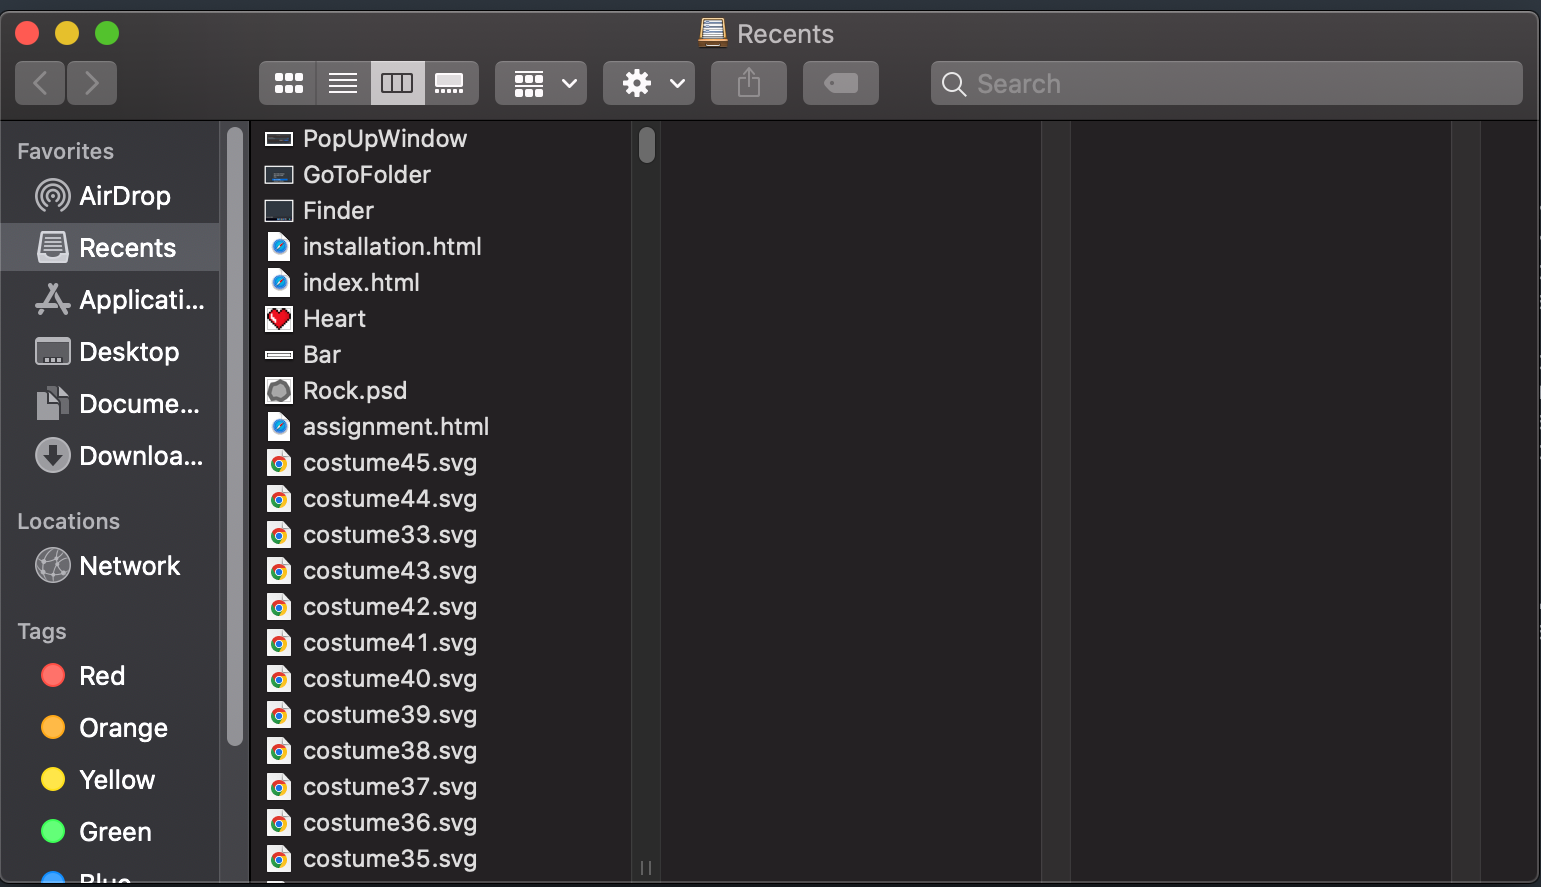 Recents
Search
Favorites
AirDrop
Recents
Applicati...
Desktop
Docume...
Downloa...
Locations
Network
Tags
Red
Orange
Yellow
Green
Blue
PopUpWindow
GoToFolder
Finder
installation.html
index.html
Heart
Bar
Rock.psd
assignment.html
costume45.svg
costume44.svg
costume33.svg
costume43.svg
costume42.svg
costume41.svg
costume40.svg
costume39.svg
costume38.svg
costume37.svg
costume36.svg
costume35.svg